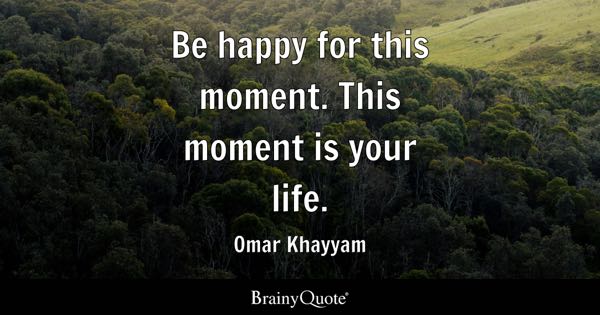 Be happy for this
moment. This
moment is your
life.
Omar Khayyam
BrainyQuote®